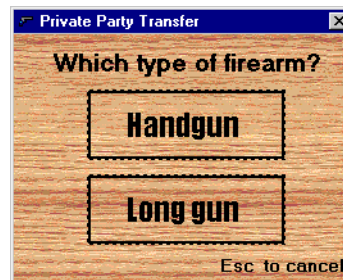 Private Party Transfer
Which type of firearm?
Handgun
Long gun
Esc to cancel